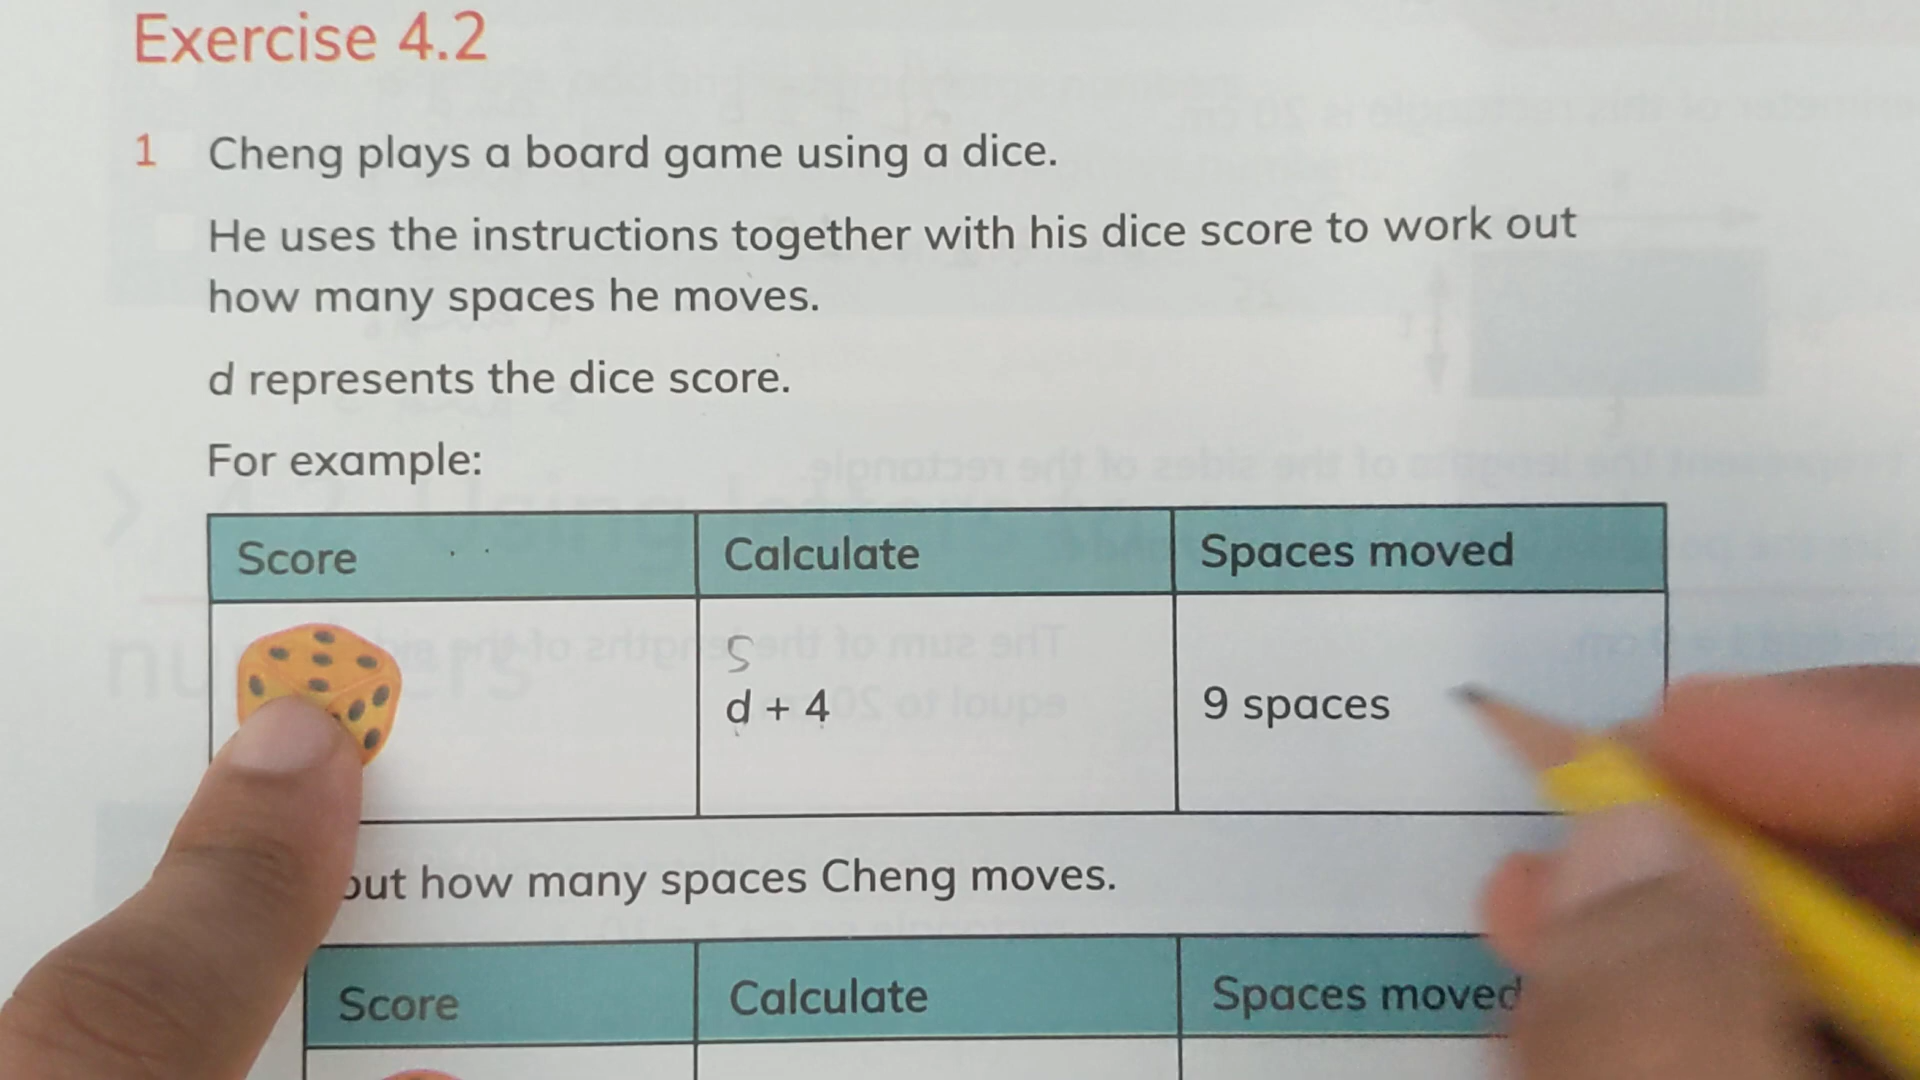 Exercise 4.2
1 Cheng plays a board game using a dice.
He uses the instructions together with his dice score to work out
how many spaces he moves.
d represents the dice score.
For example:
Score Calculate Spaces moved
5
d + 4 9 spaces
out how many spaces Cheng moves.
Score Calculate Spaces moved